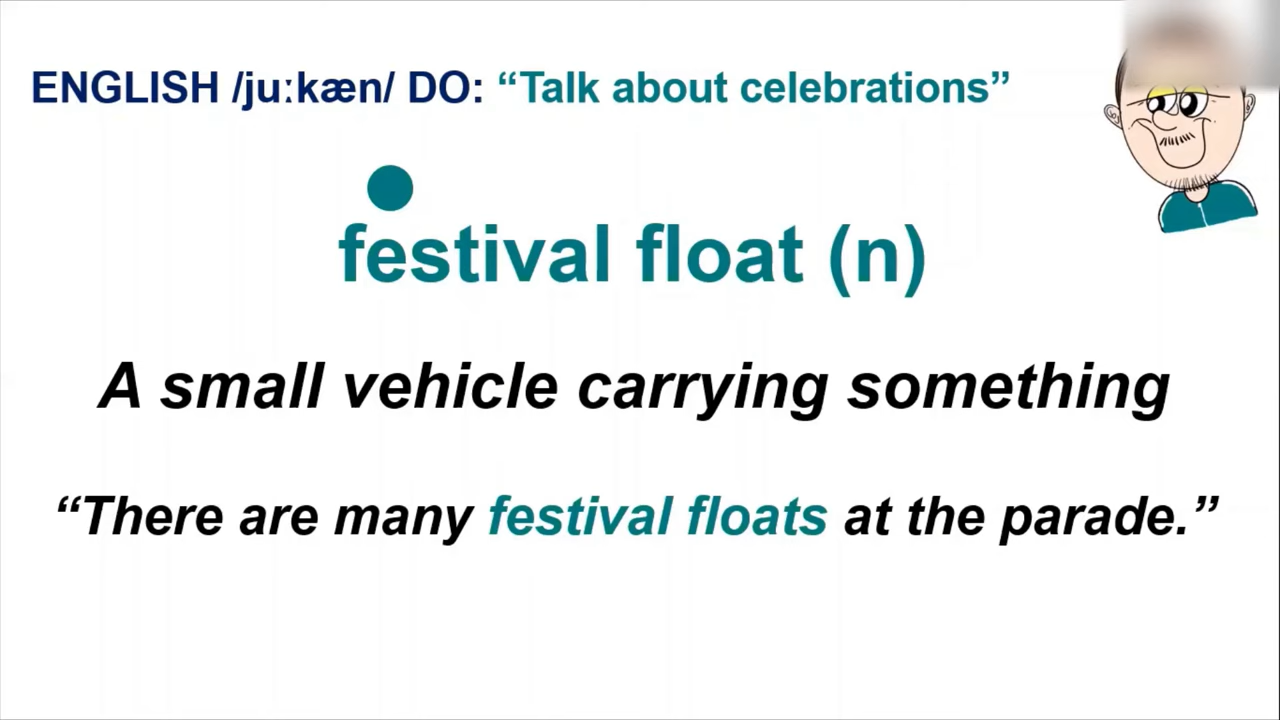 ENGLISH /juːkæn/ DO: “Talk about celebrations”
festival float (n)
A small vehicle carrying something
“There are many festival floats at the parade.”